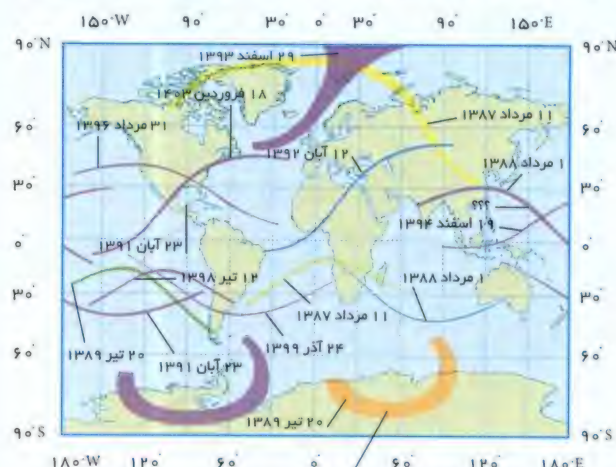 ۱۵۰°W ۹۰° ۳۰° ۰° ۳۰° ۹۰° ۱۵۰°E
۹۰°N ۹۰°N
۲۹ اسفند ۱۳۹۳
۱۸ فروردین ۱۴۰۳
۳۱ مرداد ۱۳۹۶
۱۲ آبان ۱۳۹۲
۱۱ مرداد ۱۳۸۷
۶۰° ۶۰°
۱ مرداد ۱۳۸۸
۳۰° ۳۰°
؟؟؟
۱۹ اسفند ۱۳۹۴
۲۳ آبان ۱۳۹۱
۰° ۰°
۱۲ تیر ۱۳۹۸
۱ مرداد ۱۳۸۸
۳۰° ۳۰°
۱۱ مرداد ۱۳۸۷
۲۰ تیر ۱۳۸۹
۲۴ آذر ۱۳۹۹
۲۳ آبان ۱۳۹۱
۶۰° ۶۰°
۲۰ تیر ۱۳۸۹
۹۰°S ۹۰°S
۱۸۰°W ۱۲۰° ۶۰° ۰° ۶۰° ۱۲۰° ۱۸۰°E